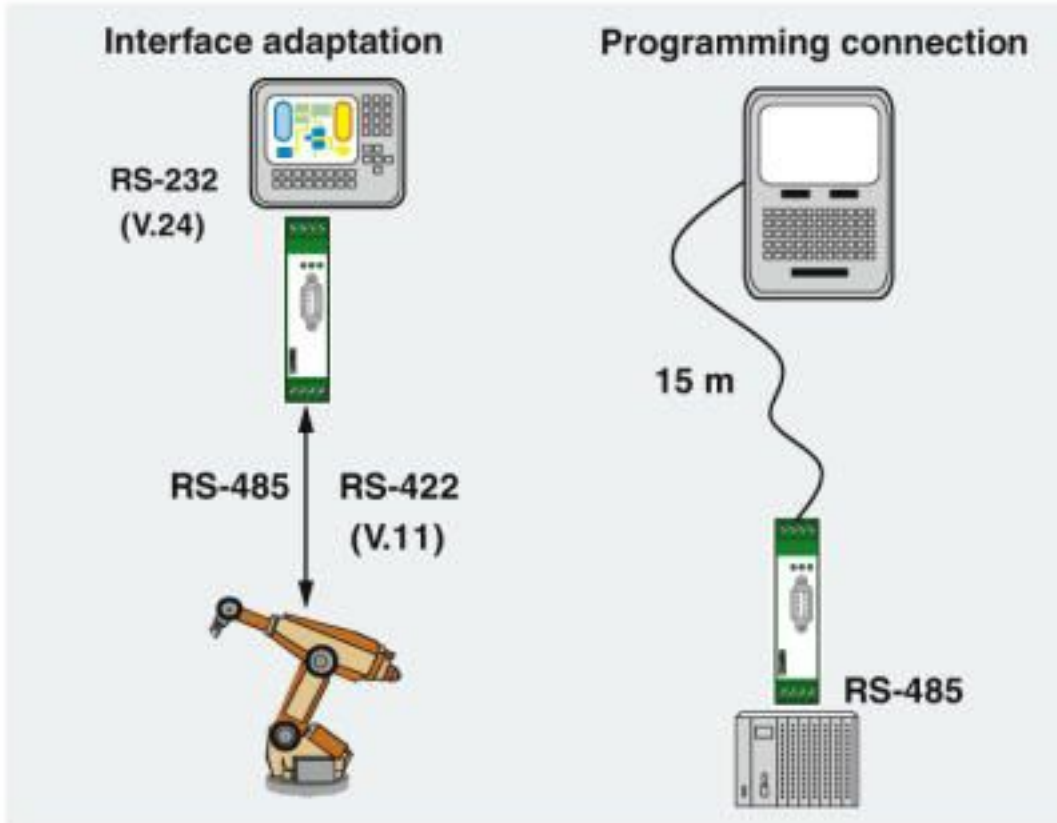 Interface adaptation
RS-232
(V.24)
RS-485
RS-422
(V.11)
Programming connection
15 m
RS-485